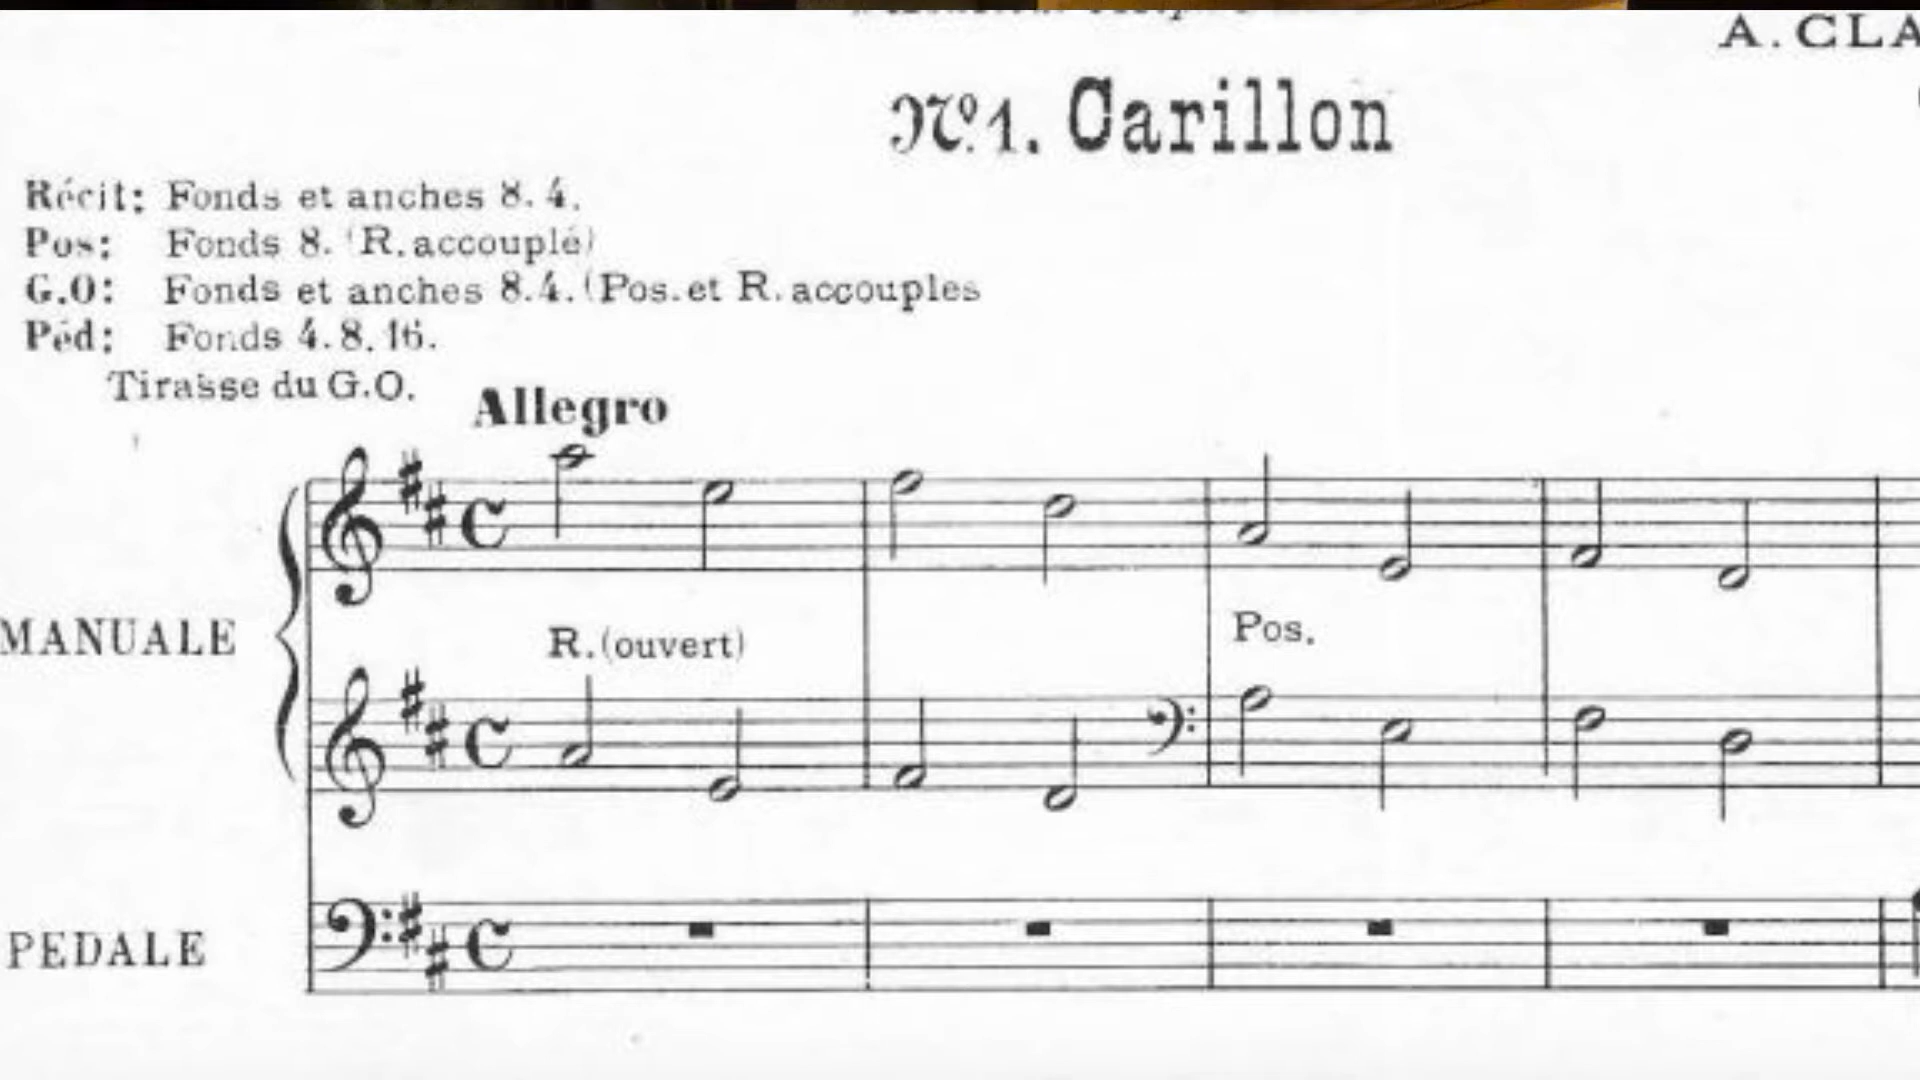 A. CLA
Nº 1. Carillon
Récit: Fonds et anches 8. 4.
Pos: Fonds 8. (R. accouplé)
G.O: Fonds et anches 8. 4. (Pos. et R. accouples
Péd: Fonds 4. 8. 16.
Tirasse du G.O.
Allegro
MANUALE
R. (ouvert)
Pos.
PEDALE